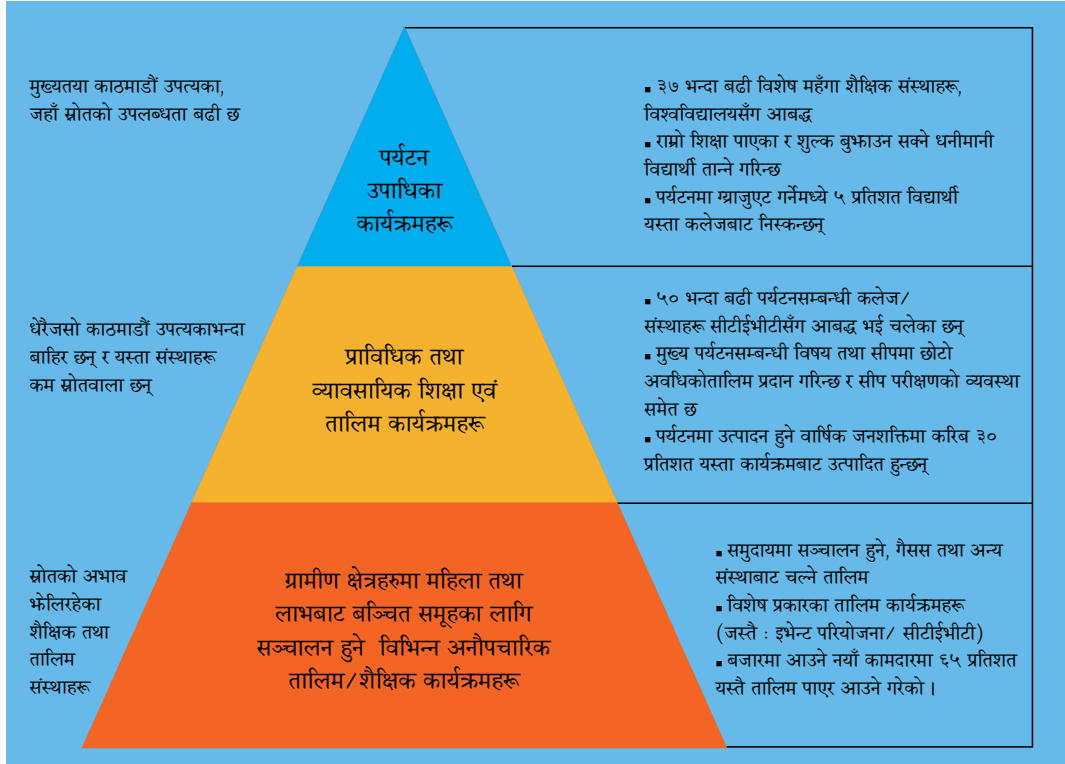 मुख्यतया काठमाडौं उपत्यका,
जहाँ स्रोतको उपलब्धता बढी छ
पर्यटन
उपाधिका
कार्यक्रमहरू
▪ ३७ भन्दा बढी विशेष महँगा शैक्षिक संस्थाहरू,
विश्वविद्यालयसँग आबद्ध
▪ राम्रो शिक्षा पाएका र शुल्क बुझाउन सक्ने धनीमानी
विद्यार्थी तान्ने गरिन्छ
▪ पर्यटनमा ग्राजुएट गर्नेमध्ये ५ प्रतिशत विद्यार्थी
यस्ता कलेजबाट निस्कन्छन्
धेरैजसो काठमाडौं उपत्यकाभन्दा
बाहिर छन् र यस्ता संस्थाहरू
कम स्रोतवाला छन्
प्राविधिक तथा
व्यावसायिक शिक्षा एवं
तालिम कार्यक्रमहरू
▪ ५० भन्दा बढी पर्यटनसम्बन्धी कलेज/
संस्थाहरू सीटीईभीटीसँग आबद्ध भई चलेका छन्
▪ मुख्य पर्यटनसम्बन्धी विषय तथा सीपमा छोटो
अवधिकोतालिम प्रदान गरिन्छ र सीप परीक्षणको व्यवस्था
समेत छ
▪ पर्यटनमा उत्पादन हुने वार्षिक जनशक्तिमा करिब ३०
प्रतिशत यस्ता कार्यक्रमबाट उत्पादित हुन्छन्
स्रोतको अभाव
झेलिरहेका
शैक्षिक तथा
तालिम
संस्थाहरू
ग्रामीण क्षेत्रहरुमा महिला तथा
लाभबाट बञ्चित समूहका लागि
सञ्चालन हुने विभिन्न अनौपचारिक
तालिम/शैक्षिक कार्यक्रमहरू
▪ समुदायमा सञ्चालन हुने, गैसस तथा अन्य
संस्थाबाट चल्ने तालिम
▪ विशेष प्रकारका तालिम कार्यक्रमहरू
(जस्तै : इभेन्ट परियोजना/ सीटीईभीटी)
▪ बजारमा आउने नयाँ कामदारमा ६५ प्रतिशत
यस्तै तालिम पाएर आउने गरेको ।